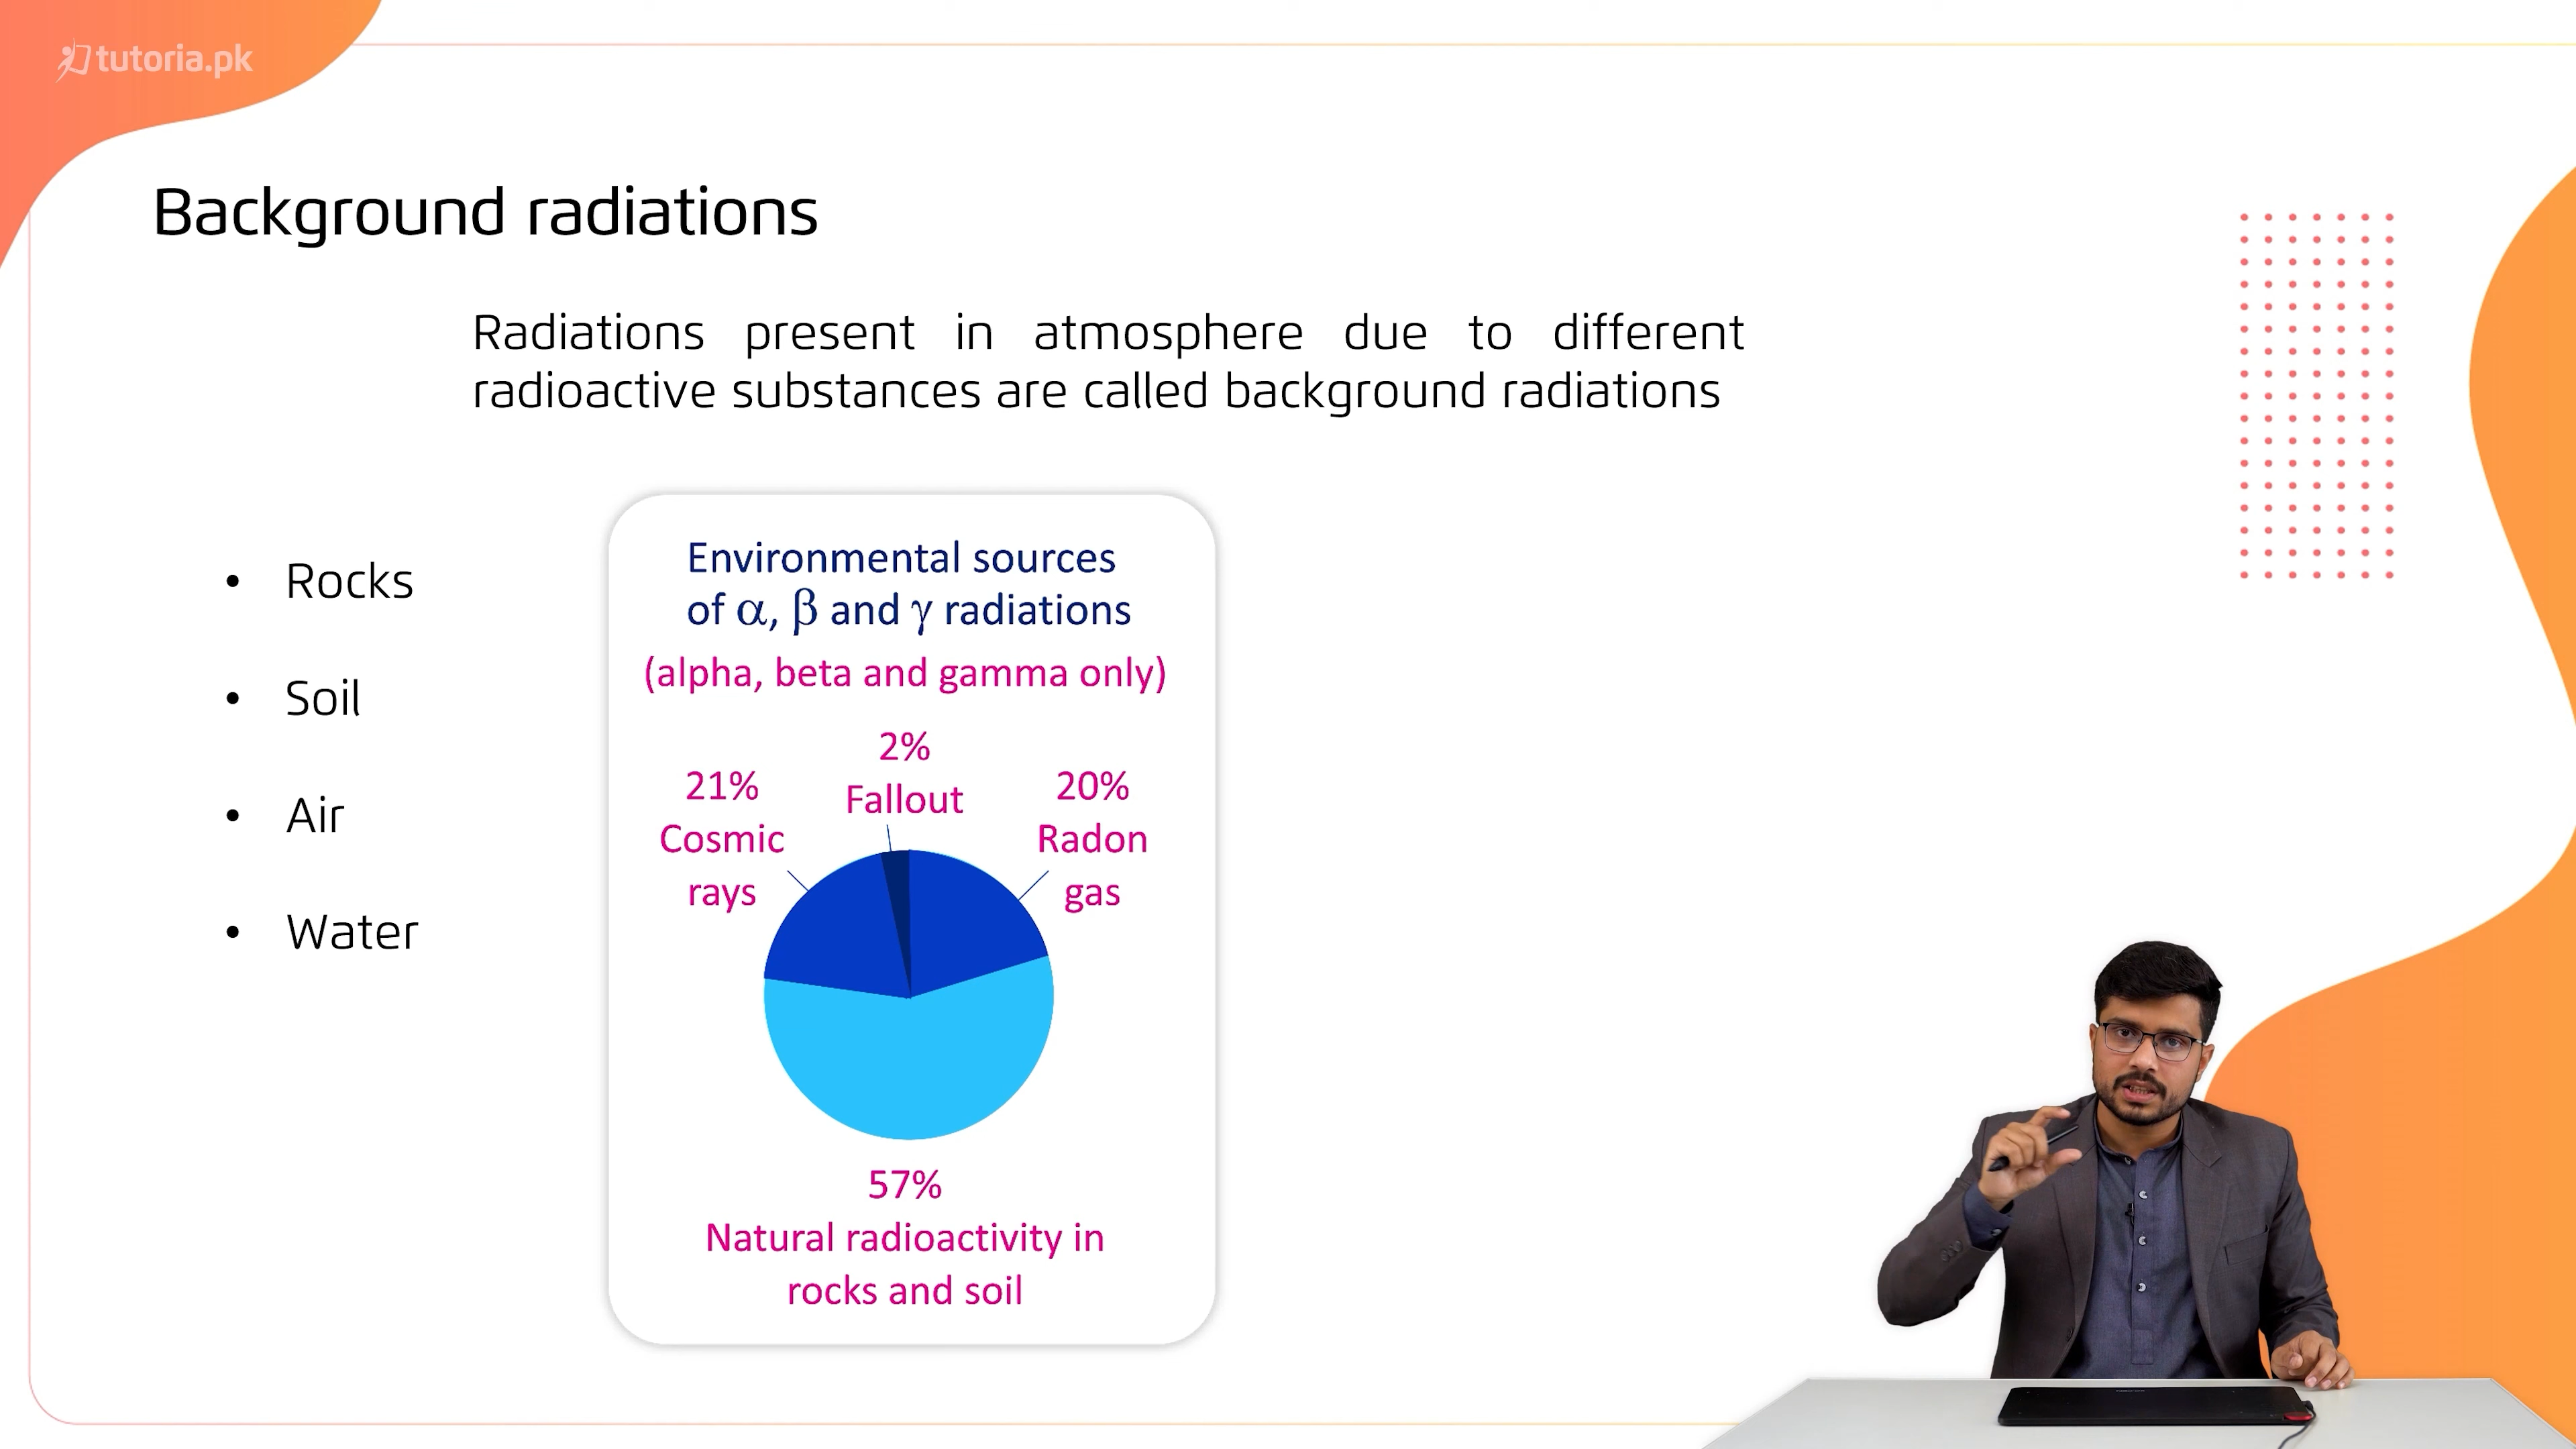 tutoria.pk
Background radiations
Radiations present in atmosphere due to different
radioactive substances are called background radiations
• Rocks
• Soil
• Air
• Water
Environmental sources
of α, β and γ radiations
(alpha, beta and gamma only)
2%
Fallout
21%
Cosmic
rays
20%
Radon
gas
57%
Natural radioactivity in
rocks and soil